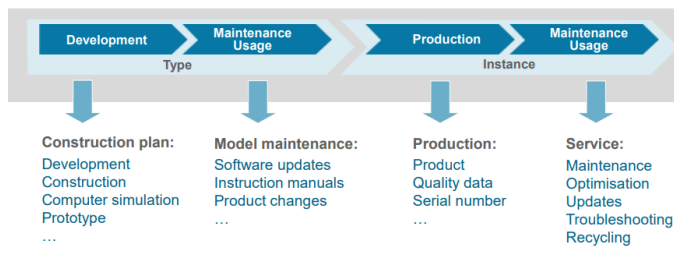 Development
Maintenance
Usage
Production
Maintenance
Usage
Type
Instance
Construction plan:
Development
Construction
Computer simulation
Prototype
…
Model maintenance:
Software updates
Instruction manuals
Product changes
…
Production:
Product
Quality data
Serial number
…
Service:
Maintenance
Optimisation
Updates
Troubleshooting
Recycling